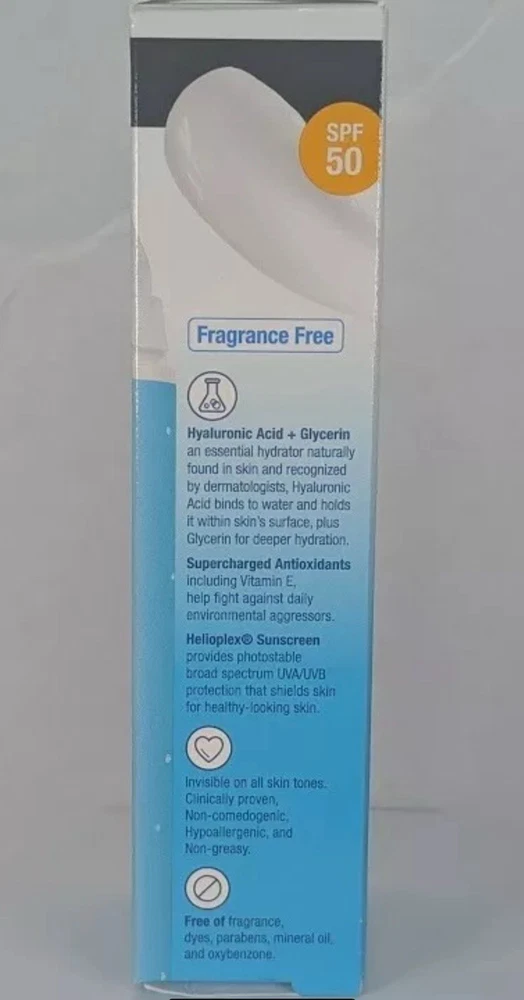 SPF
50
Fragrance Free
Hyaluronic Acid + Glycerin
an essential hydrator naturally
found in skin and recognized
by dermatologists, Hyaluronic
Acid binds to water and holds
it within skin's surface, plus
Glycerin for deeper hydration.
Supercharged Antioxidants
including Vitamin E,
help fight against daily
environmental aggressors.
Helioplex® Sunscreen
provides photostable
broad spectrum UVA/UVB
protection that shields skin
for healthy-looking skin.
Invisible on all skin tones.
Clinically proven,
Non-comedogenic,
Hypoallergenic, and
Non-greasy.
Free of fragrance,
dyes, parabens, mineral oil,
and oxybenzone.